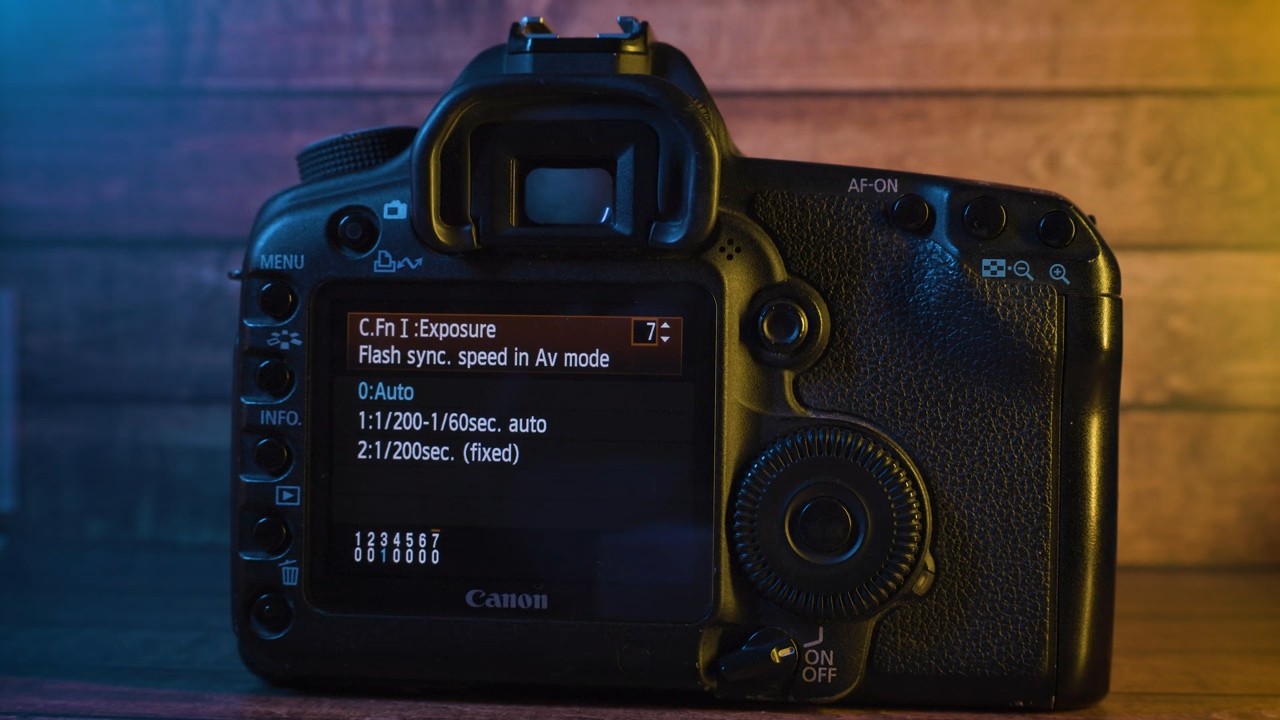 AF-ON
MENU
C.Fn I :Exposure 7
Flash sync. speed in Av mode
0:Auto
1:1/200-1/60sec. auto
INFO.
2:1/200sec. (fixed)
1234567
0010000
Canon
ON
OFF